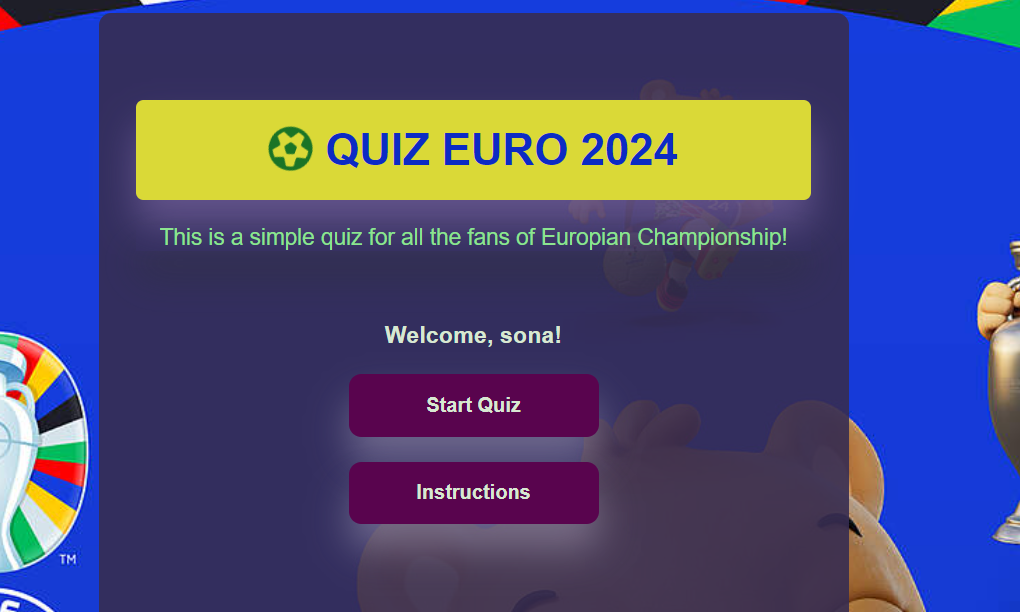 QUIZ EURO 2024
This is a simple quiz for all the fans of Europian Championship!
Welcome, sona!
Start Quiz
Instructions
TM